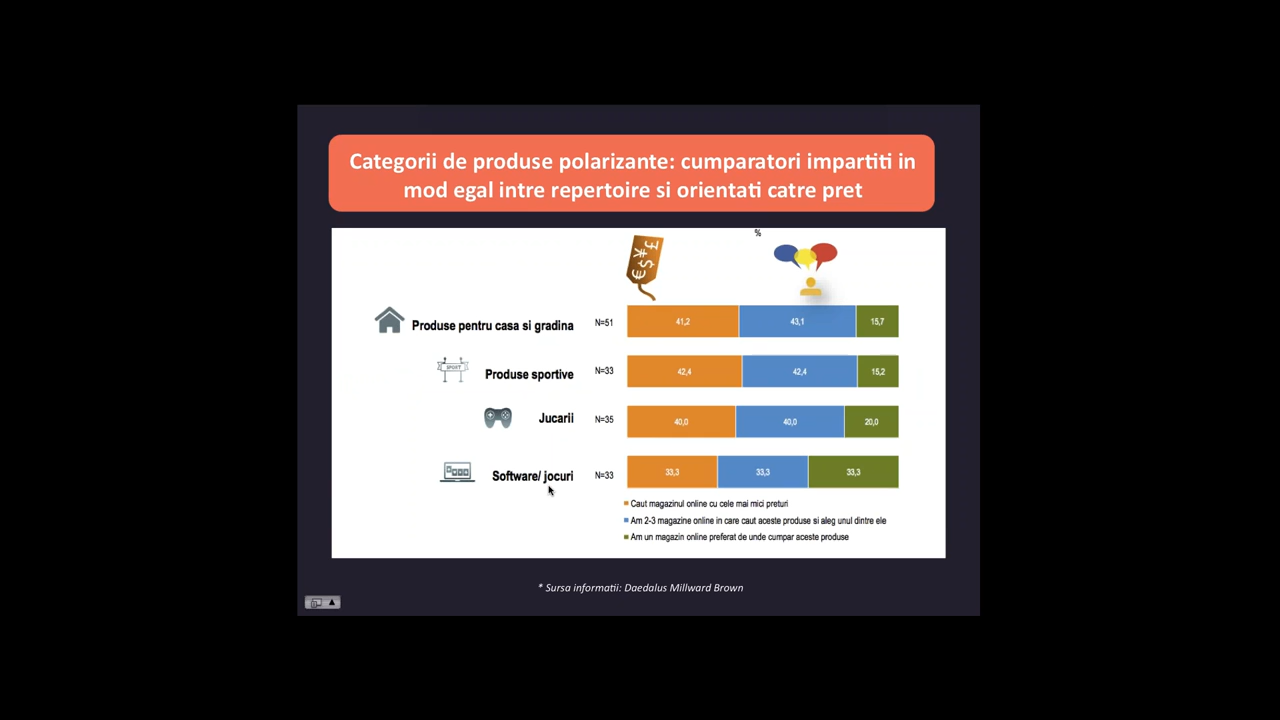 Categorii de produse polarizante: cumparatori impartiti in
mod egal intre repertoire si orientati catre pret
%
Produse pentru casa si gradina N=51 41,2 43,1 15,7
SPORT
Produse sportive N=33 42,4 42,4 15,2
Jucarii N=35 40,0 40,0 20,0
Software/ jocuri N=33 33,3 33,3 33,3
Caut magazinul online cu cele mai mici preturi
Am 2-3 magazine online in care caut aceste produse si aleg unul dintre ele
Am un magazin online preferat de unde cumpar aceste produse
* Sursa informatii: Daedalus Millward Brown